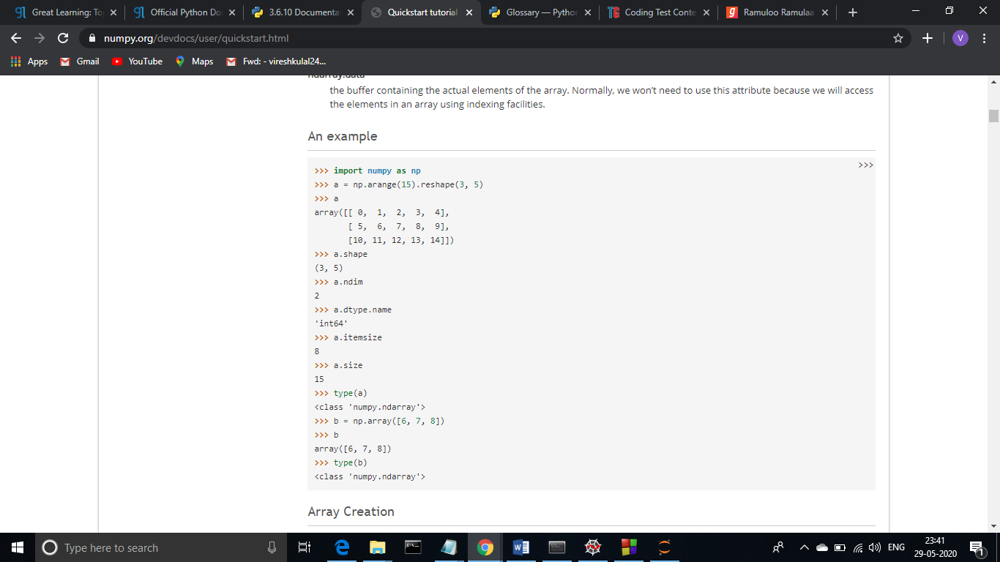 Great Learning: To
Official Python Do
3.6.10 Documentat
Quickstart tutorial
Glossary — Python
Coding Test Conte
Ramuloo Ramulaa
numpy.org/devdocs/user/quickstart.html
V
Apps
Gmail
YouTube
Maps
Fwd: - vireshkulal24...
ndarray.data
the buffer containing the actual elements of the array. Normally, we won’t need to use this attribute because we will access
the elements in an array using indexing facilities.
An example
>>>
>>> import numpy as np
>>> a = np.arange(15).reshape(3, 5)
>>> a
array([[ 0,  1,  2,  3,  4],
       [ 5,  6,  7,  8,  9],
       [10, 11, 12, 13, 14]])
>>> a.shape
(3, 5)
>>> a.ndim
2
>>> a.dtype.name
'int64'
>>> a.itemsize
8
>>> a.size
15
>>> type(a)
<class 'numpy.ndarray'>
>>> b = np.array([6, 7, 8])
>>> b
array([6, 7, 8])
>>> type(b)
<class 'numpy.ndarray'>
Array Creation
Type here to search
ENG
23:41
29-05-2020
1